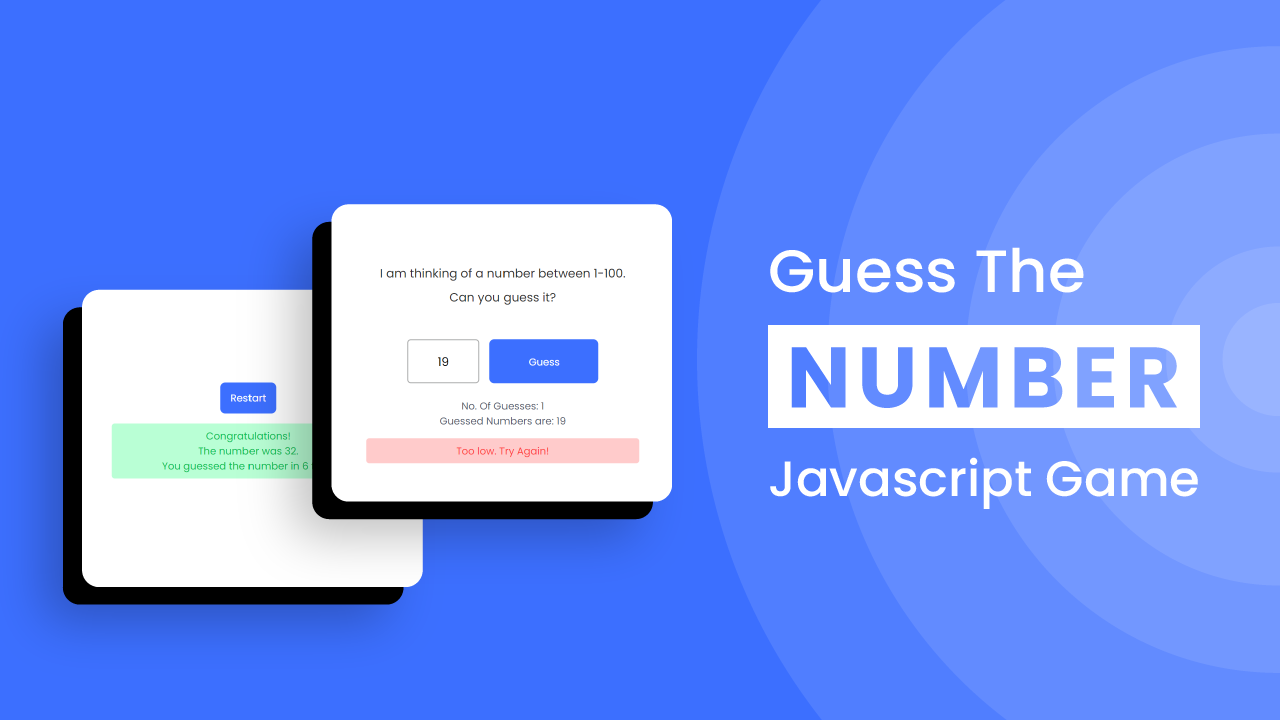 Restart
Congratulations!
The number was 32.
You guessed the number in 6
I am thinking of a number between 1-100.
Can you guess it?
19
Guess
No. Of Guesses: 1
Guessed Numbers are: 19
Too low. Try Again!
Guess The
NUMBER
Javascript Game